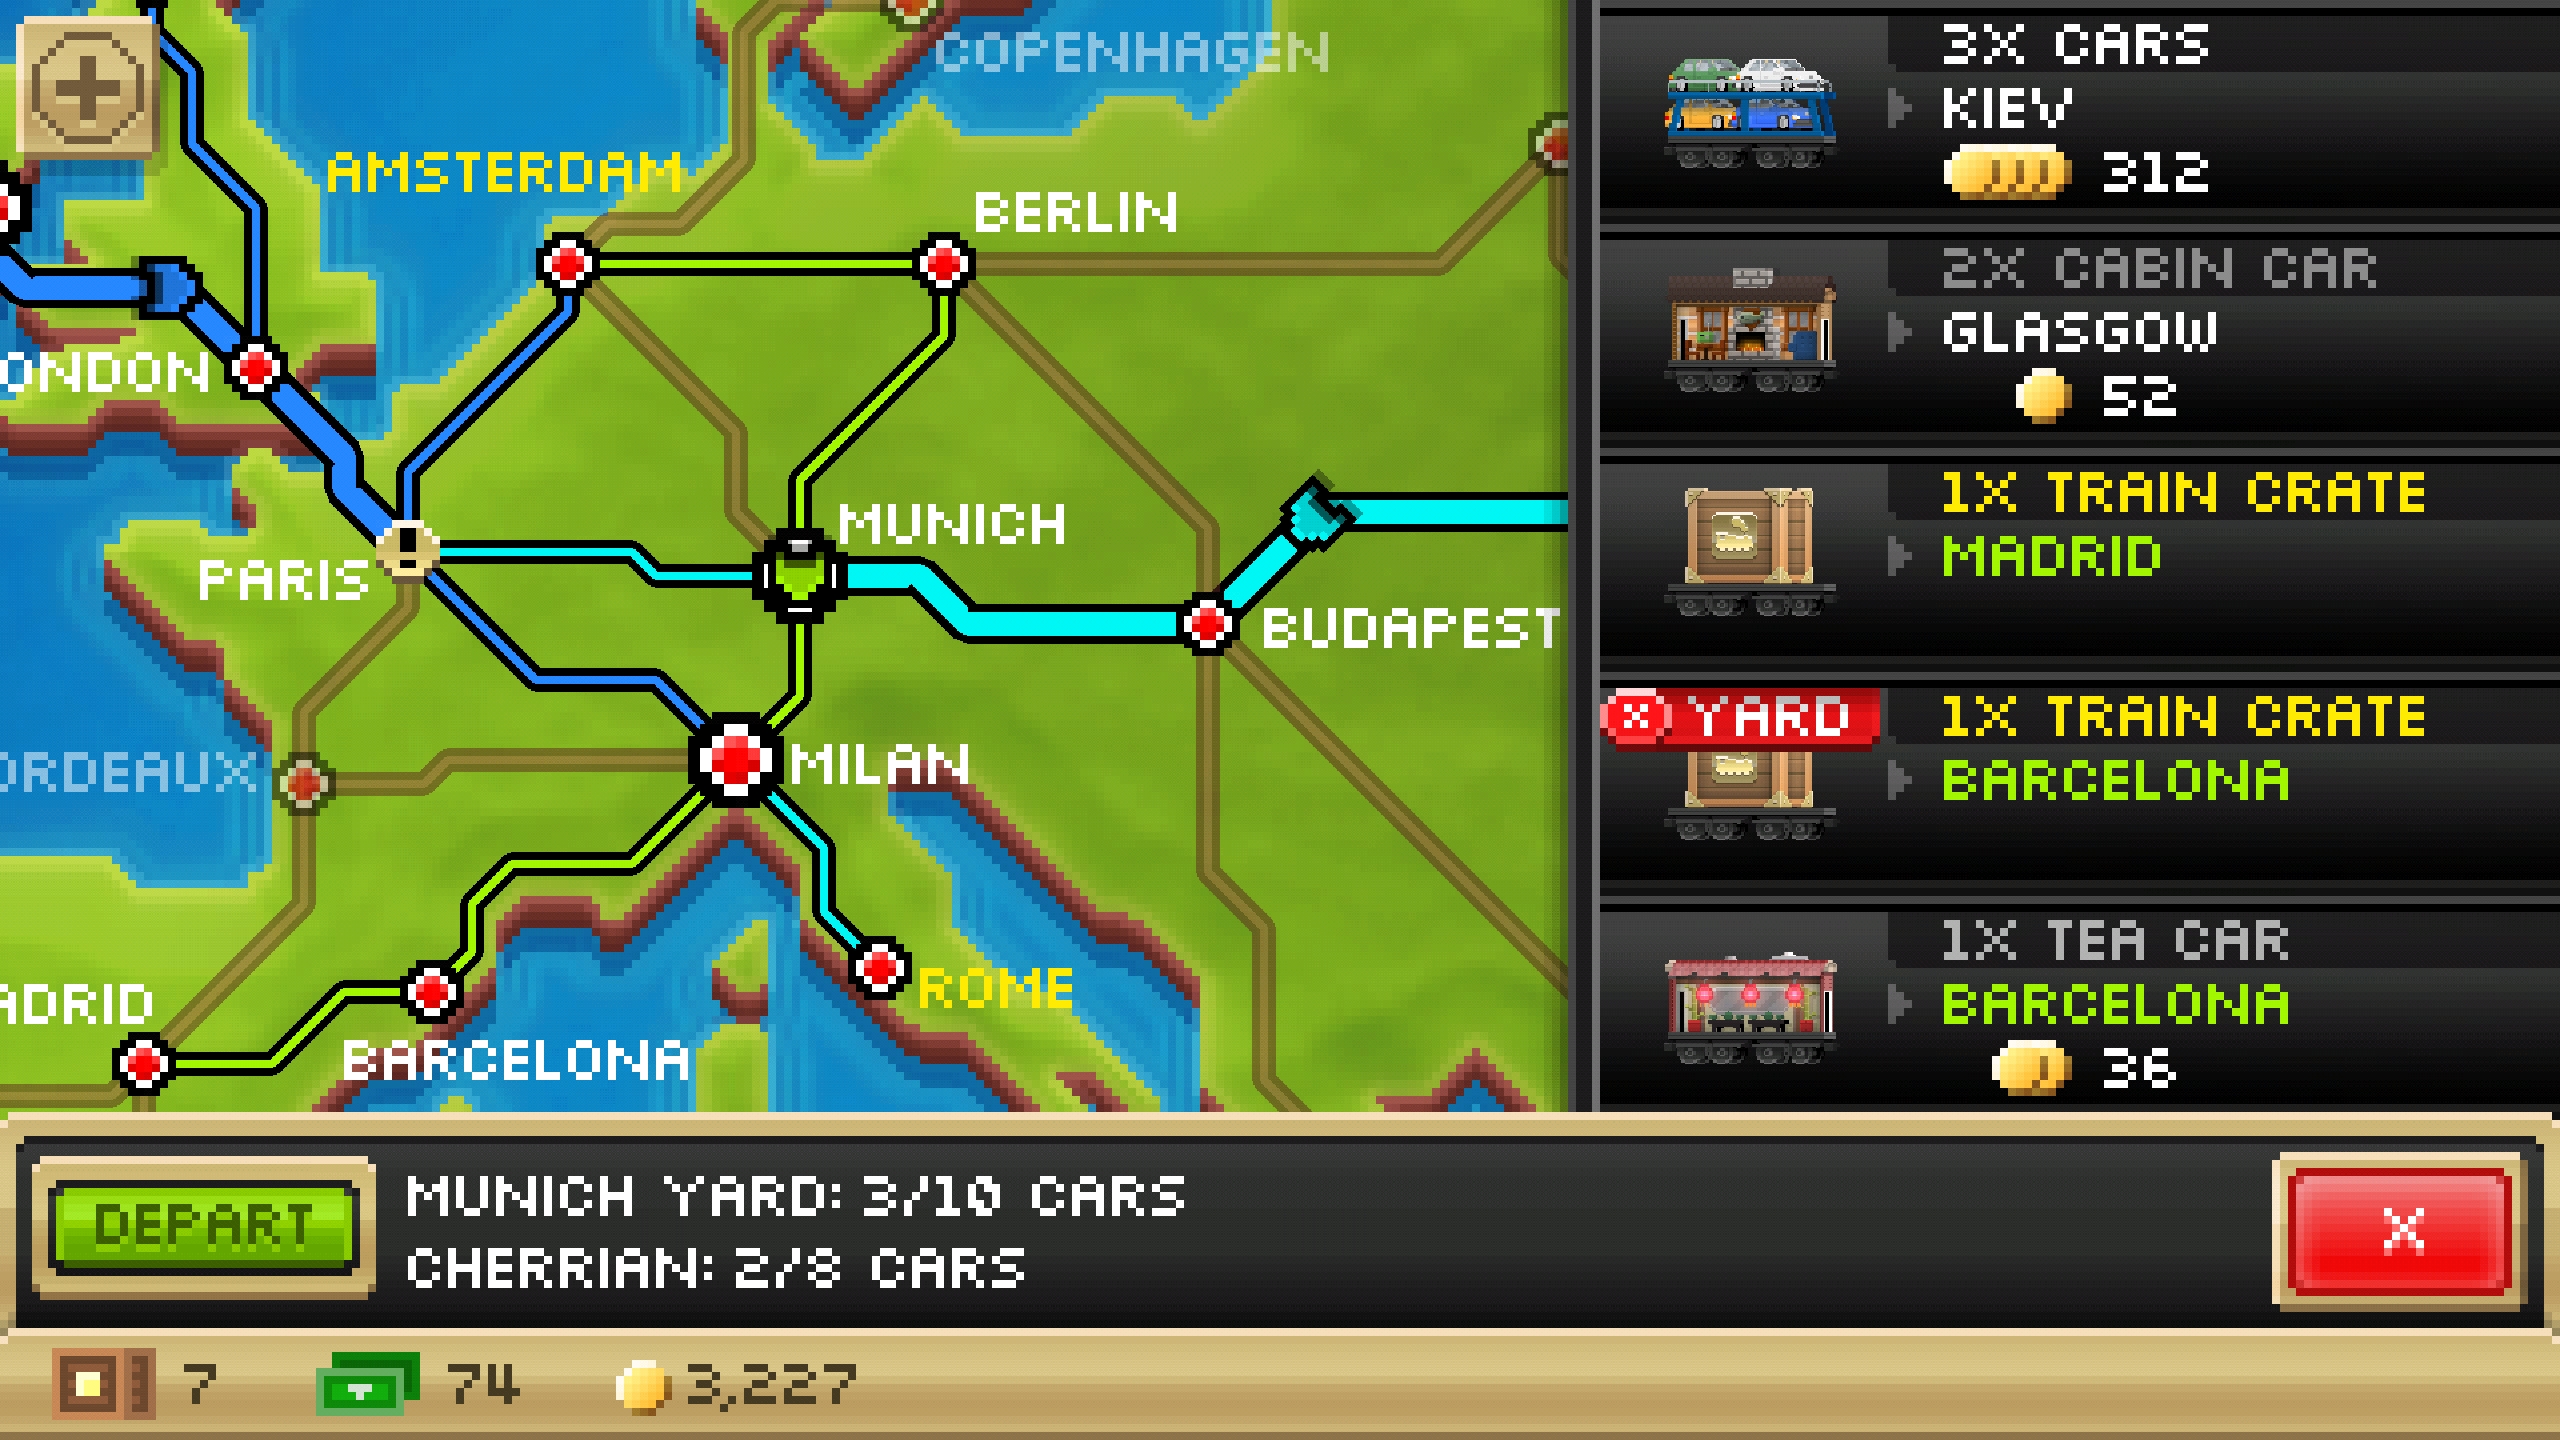 COPENHAGEN
AMSTERDAM
BERLIN
ONDON
MUNICH
PARIS
BUDAPEST
ORDEAUX
MILAN
ADRID
ROME
BARCELONA
3X CARS
KIEV
312
2X CABIN CAR
GLASGOW
52
1X TRAIN CRATE
MADRID
X YARD
1X TRAIN CRATE
BARCELONA
1X TEA CAR
BARCELONA
36
DEPART
MUNICH YARD: 3/10 CARS
CHERRIAN: 2/8 CARS
X
7
74
3,227